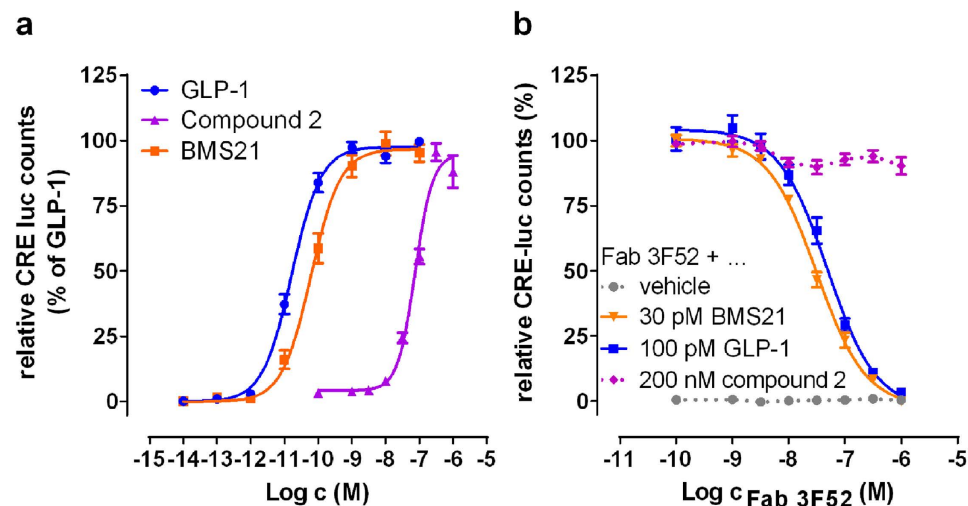 a
relative CRE luc counts
(% of GLP-1)
125
100
75
50
25
0
GLP-1
Compound 2
BMS21
-15 -14 -13 -12 -11 -10 -9 -8 -7 -6 -5
Log c (M)
b
relative CRE-luc counts (%)
125
100
75
50
25
0
Fab 3F52 + ...
vehicle
30 pM BMS21
100 pM GLP-1
200 nM compound 2
-11 -10 -9 -8 -7 -6 -5
Log c Fab 3F52 (M)